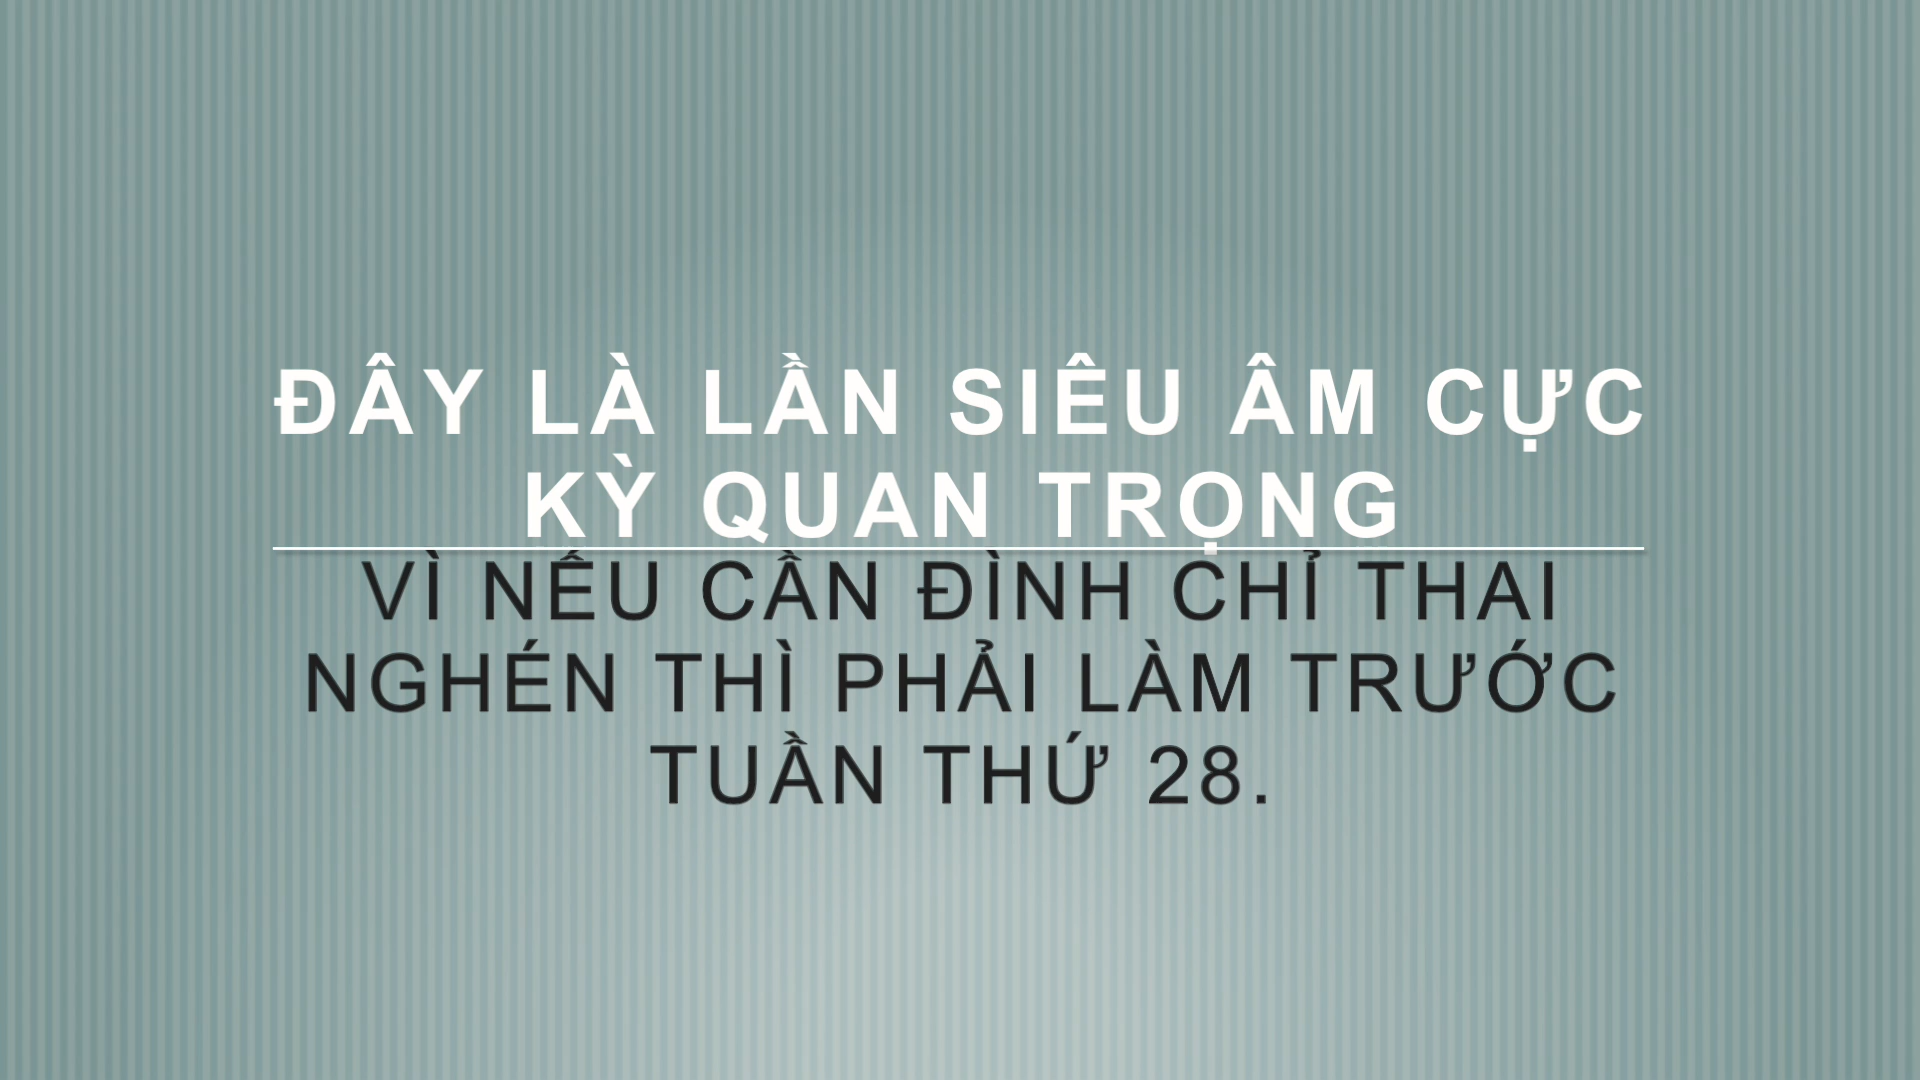 ĐÂY LÀ LẦN SIÊU ÂM CỰC
KỲ QUAN TRỌNG
VÌ NẾU CẦN ĐÌNH CHỈ THAI
NGHÉN THÌ PHẢI LÀM TRƯỚC
TUẦN THỨ 28.